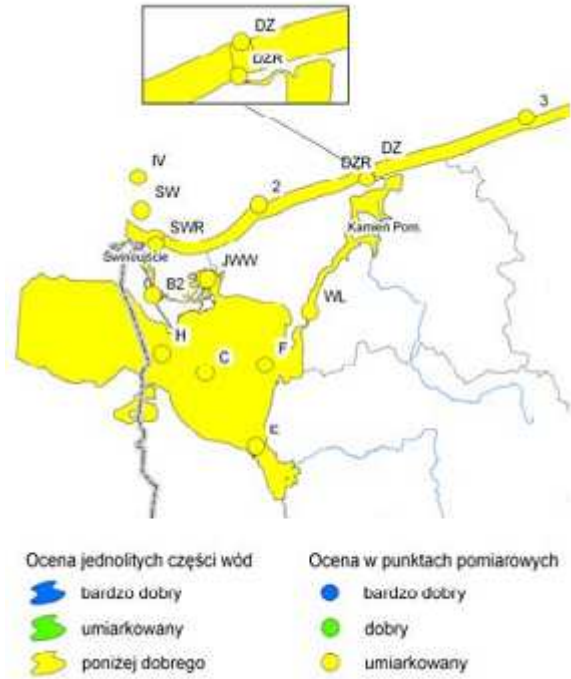 DZ
DZR
3
DZ
DZR
IV
2
SW
SWR
Kamień Pom.
Świnoujście
JWW
B2
WL
H
C
F
E
Ocena jednolitych części wód
Ocena w punktach pomiarowych
bardzo dobry
bardzo dobry
umiarkowany
dobry
poniżej dobrego
umiarkowany